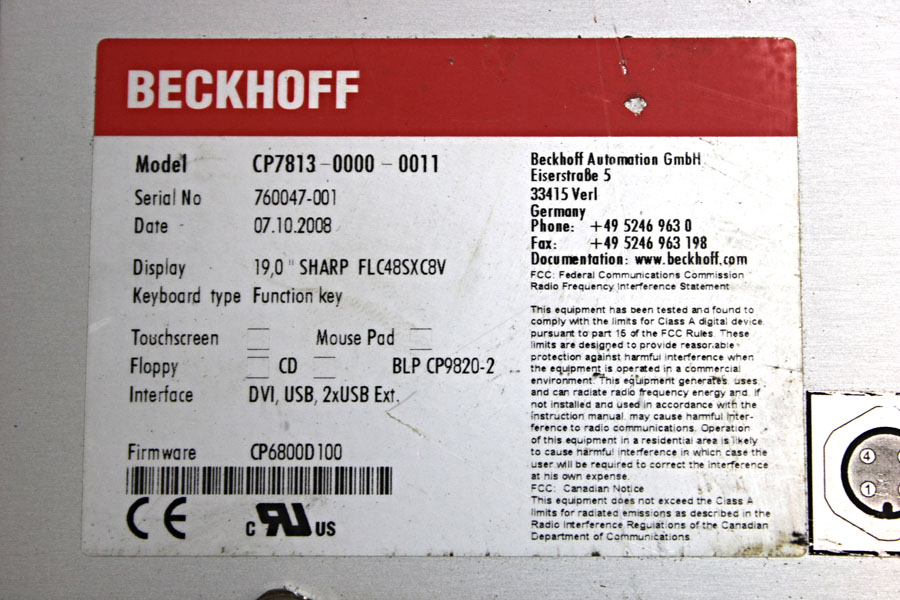 BECKHOFF
Model CP7813-0000-0011
Serial No 760047-001
Date 07.10.2008
Display 19,0" SHARP FLC48SXC8V
Keyboard type Function key
Touchscreen Mouse Pad
Floppy CD BLP CP9820-2
Interface DVI, USB, 2xUSB Ext.
Firmware CP6800D100
CE
c RU US
Beckhoff Automation GmbH
Eiserstraße 5
33415 Verl
Germany
Phone: +49 5246 963 0
Fax: +49 5246 963 198
Documentation: www.beckhoff.com
FCC: Federal Communications Commission
Radio Frequency Interference Statement
This equipment has been tested and found to
comply with the limits for Class A digital device
pursuant to part 15 of the FCC Rules. These
limits are designed to provide reasonable
protection against harmful interference when
the equipment is operated in a commercial
environment. This equipment generates, uses
and can radiate radio frequency energy and, if
not installed and used in accordance with the
instruction manual, may cause harmful inter-
ference to radio communications. Operation
of this equipment in a residential area is likely
to cause harmful interference in which case the
user will be required to correct the interference
at his own expense.
FCC: Canadian Notice
This equipment does not exceed the Class A
limits for radiated emissions as described in the
Radio Interference Regulations of the Canadian
Department of Communications.
4
1